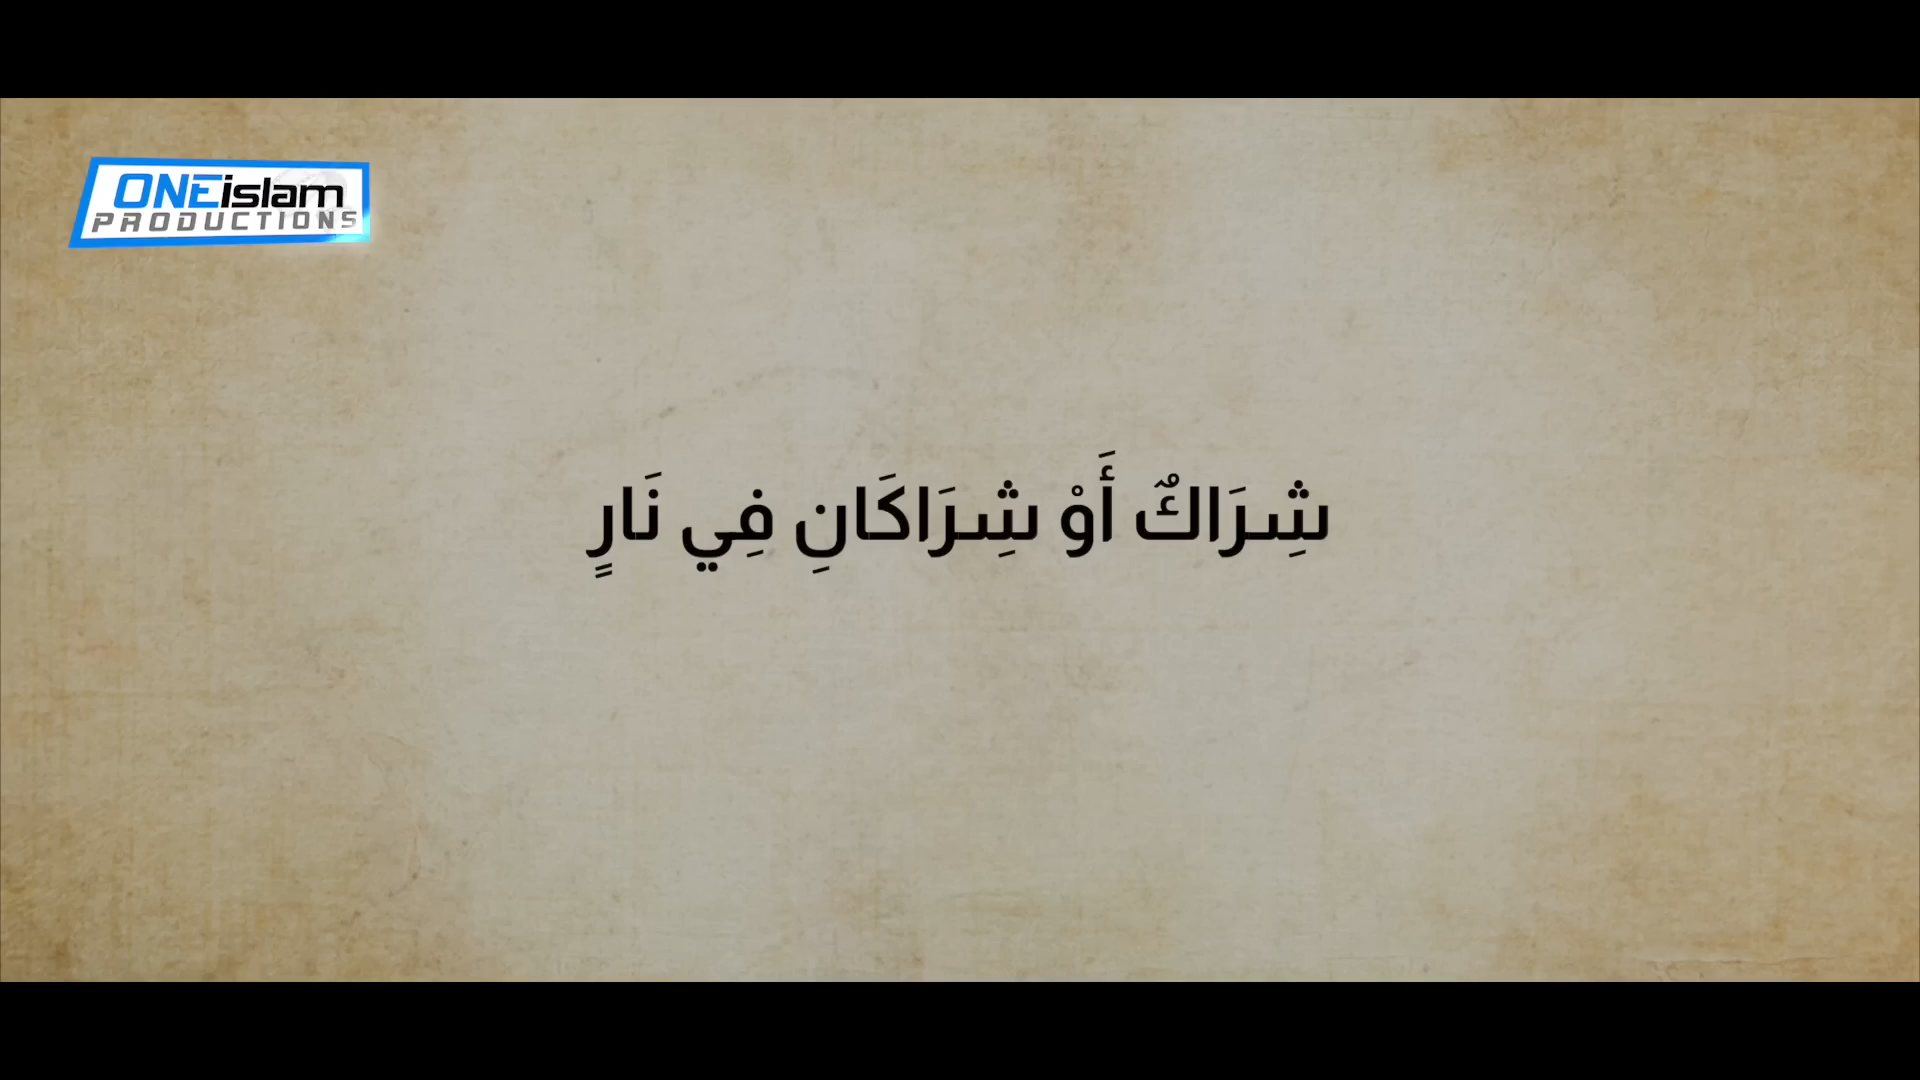 ONEislam
PRODUCTIONS
شِرَاكٌ أَوْ شِرَاكَانِ فِي نَارٍ